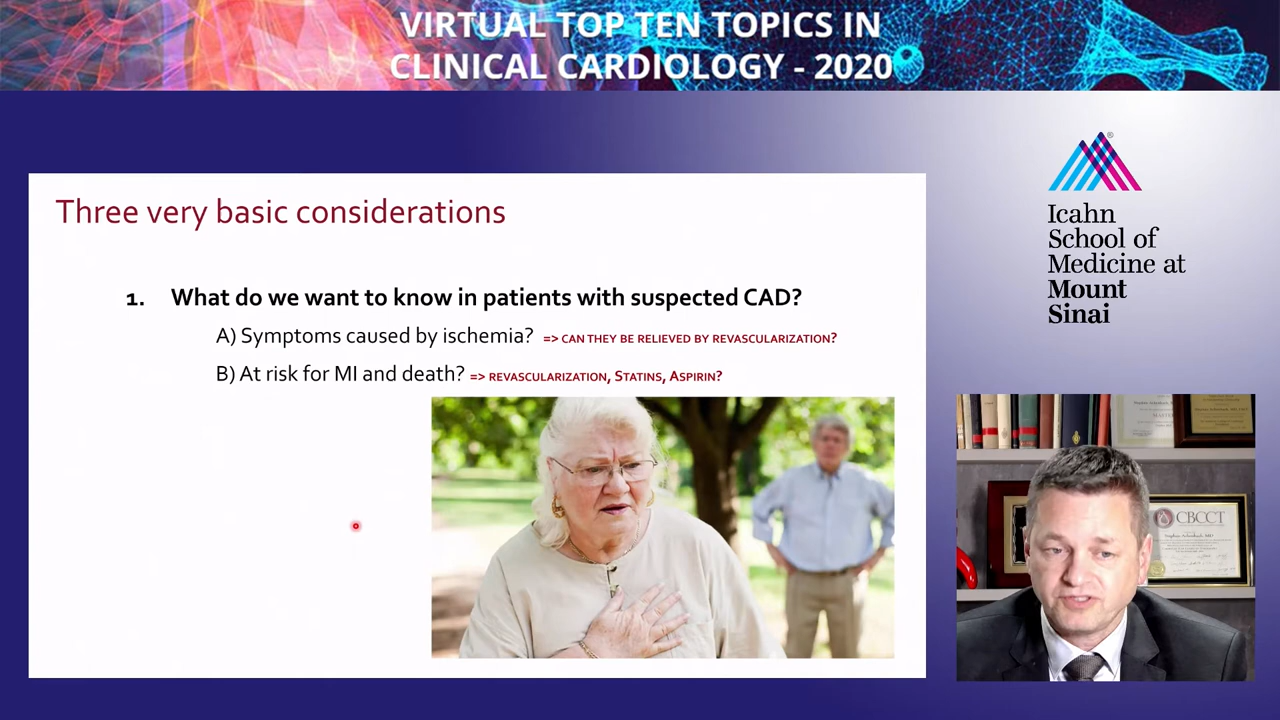 VIRTUAL TOP TEN TOPICS IN
CLINICAL CARDIOLOGY - 2020
Three very basic considerations
1. What do we want to know in patients with suspected CAD?
A) Symptoms caused by ischemia? => CAN THEY BE RELIEVED BY REVASCULARIZATION?
B) At risk for MI and death? => REVASCULARIZATION, STATINS, ASPIRIN?
®
Icahn
School of
Medicine at
Mount
Sinai
CBCCT